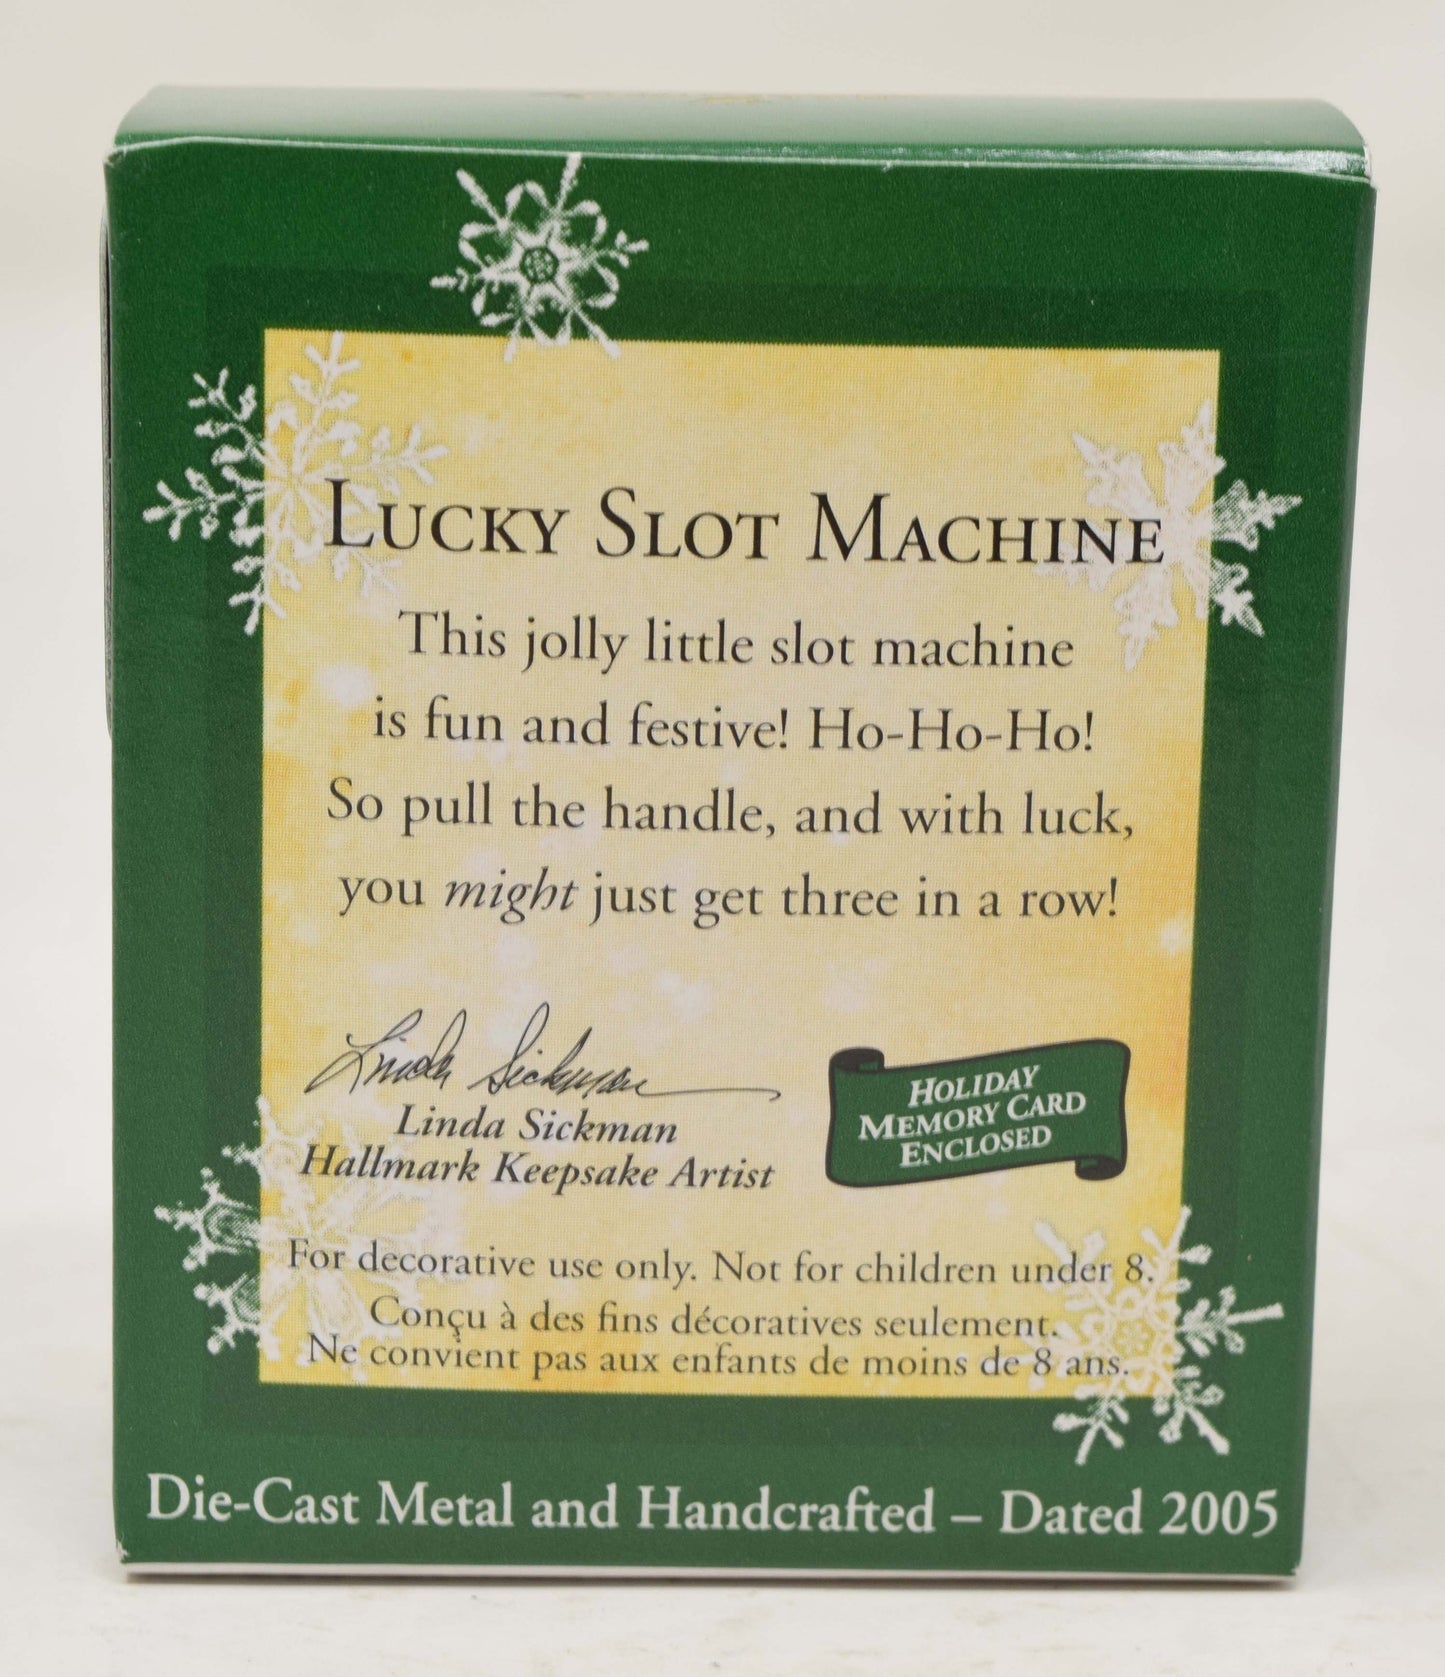 Lucky Slot Machine
This jolly little slot machine
is fun and festive! Ho-Ho-Ho!
So pull the handle, and with luck,
you might just get three in a row!
Linda Sickman
Linda Sickman
Hallmark Keepsake Artist
Holiday
Memory Card
Enclosed
For decorative use only. Not for children under 8.
Conçu à des fins décoratives seulement.
Ne convient pas aux enfants de moins de 8 ans.
Die-Cast Metal and Handcrafted – Dated 2005